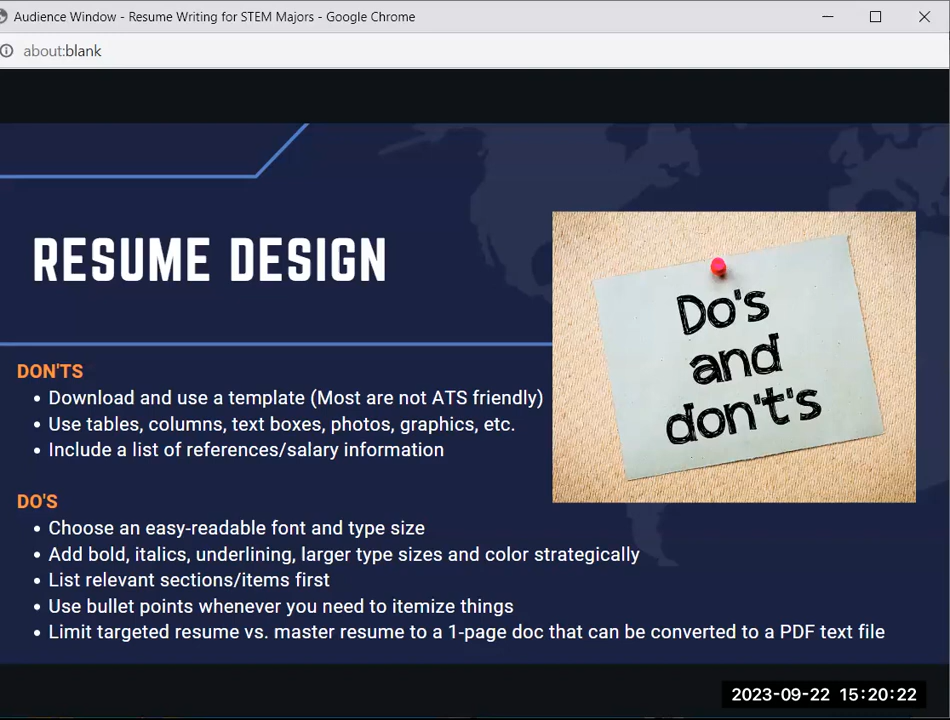 Audience Window - Resume Writing for STEM Majors - Google Chrome
about:blank
RESUME DESIGN
Do's
and
don't's
DON'TS
• Download and use a template (Most are not ATS friendly)
• Use tables, columns, text boxes, photos, graphics, etc.
• Include a list of references/salary information
DO'S
• Choose an easy-readable font and type size
• Add bold, italics, underlining, larger type sizes and color strategically
• List relevant sections/items first
• Use bullet points whenever you need to itemize things
• Limit targeted resume vs. master resume to a 1-page doc that can be converted to a PDF text file
2023-09-22 15:20:22